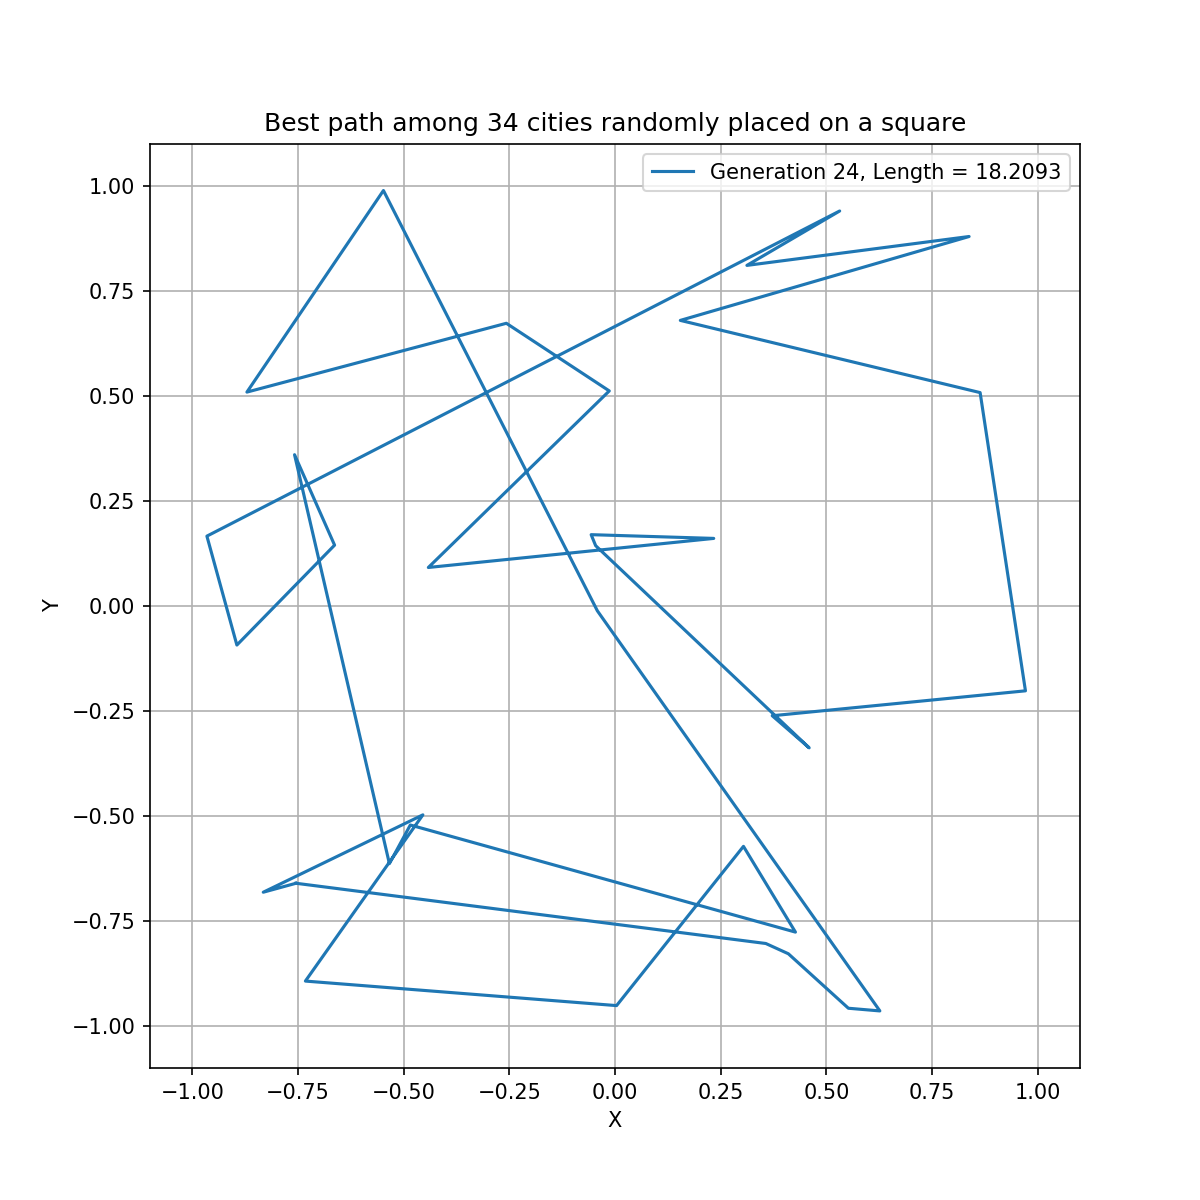 Best path among 34 cities randomly placed on a square
Generation 24, Length = 18.2093
1.00
0.75
0.50
0.25
0.00
−0.25
−0.50
−0.75
−1.00
Y
−1.00 −0.75 −0.50 −0.25 0.00 0.25 0.50 0.75 1.00
X